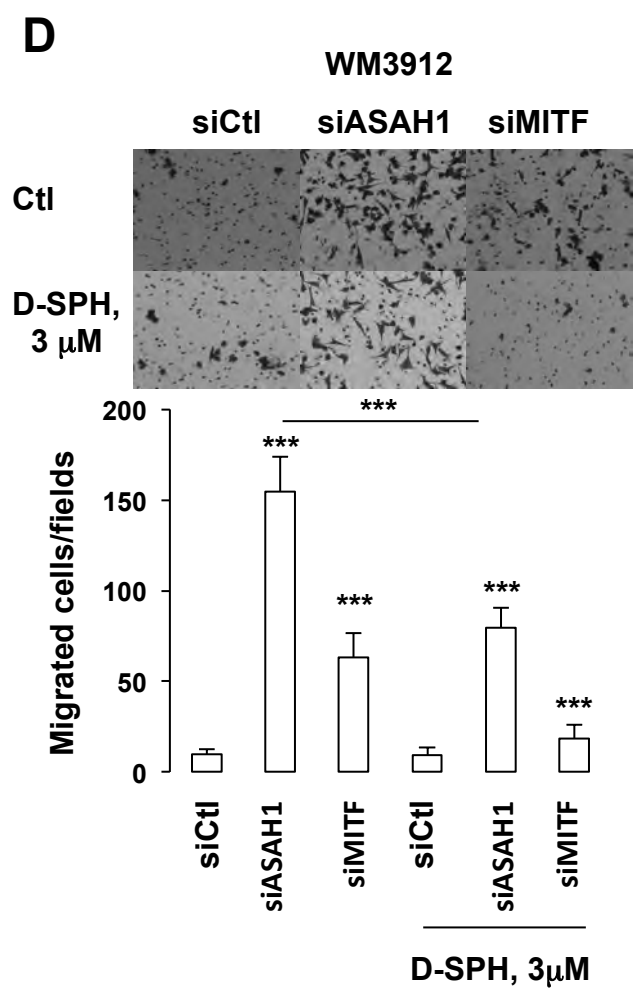 D
WM3912
siCtl siASAH1 siMITF
Ctl
D-SPH,
3 μM
200
150
100
50
0
Migrated cells/fields
***
***
***
***
***
siCtl
siASAH1
siMITF
siCtl
siASAH1
siMITF
D-SPH, 3μM